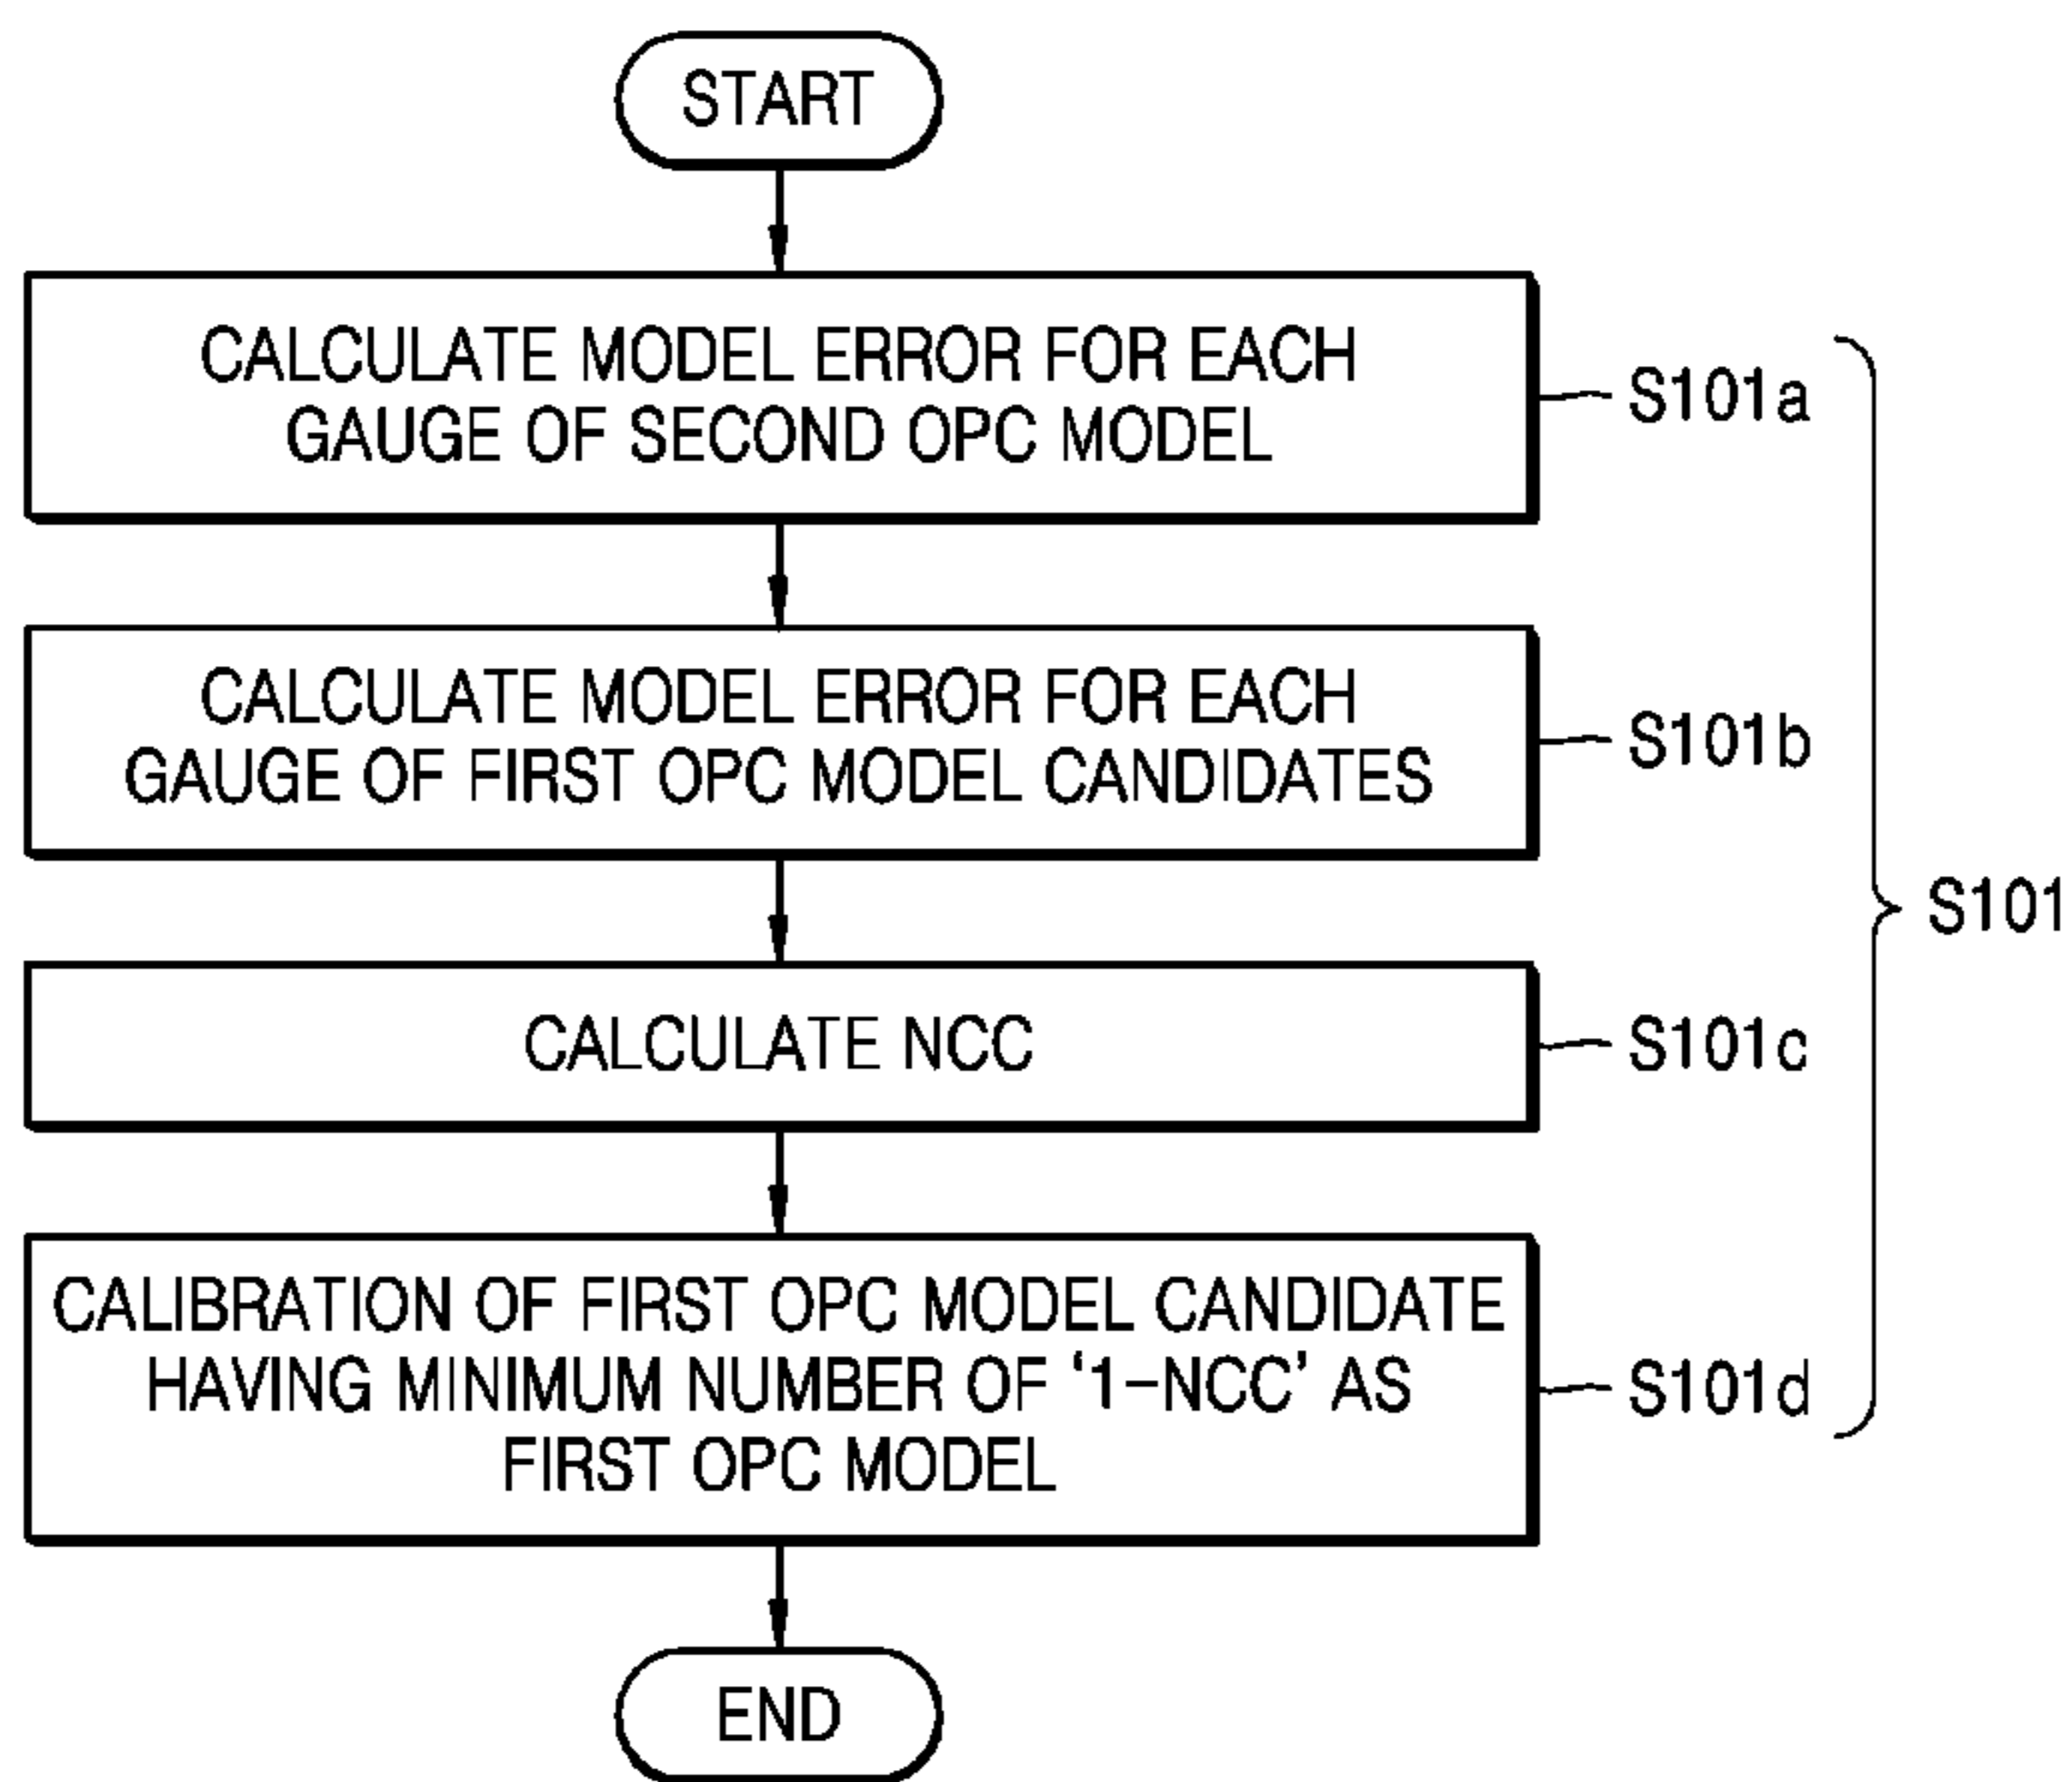 START
CALCULATE MODEL ERROR FOR EACH
GAUGE OF SECOND OPC MODEL
S101a
CALCULATE MODEL ERROR FOR EACH
GAUGE OF FIRST OPC MODEL CANDIDATES
S101b
S101
CALCULATE NCC
S101c
CALIBRATION OF FIRST OPC MODEL CANDIDATE
HAVING MINIMUM NUMBER OF ‘1-NCC’ AS
FIRST OPC MODEL
S101d
END